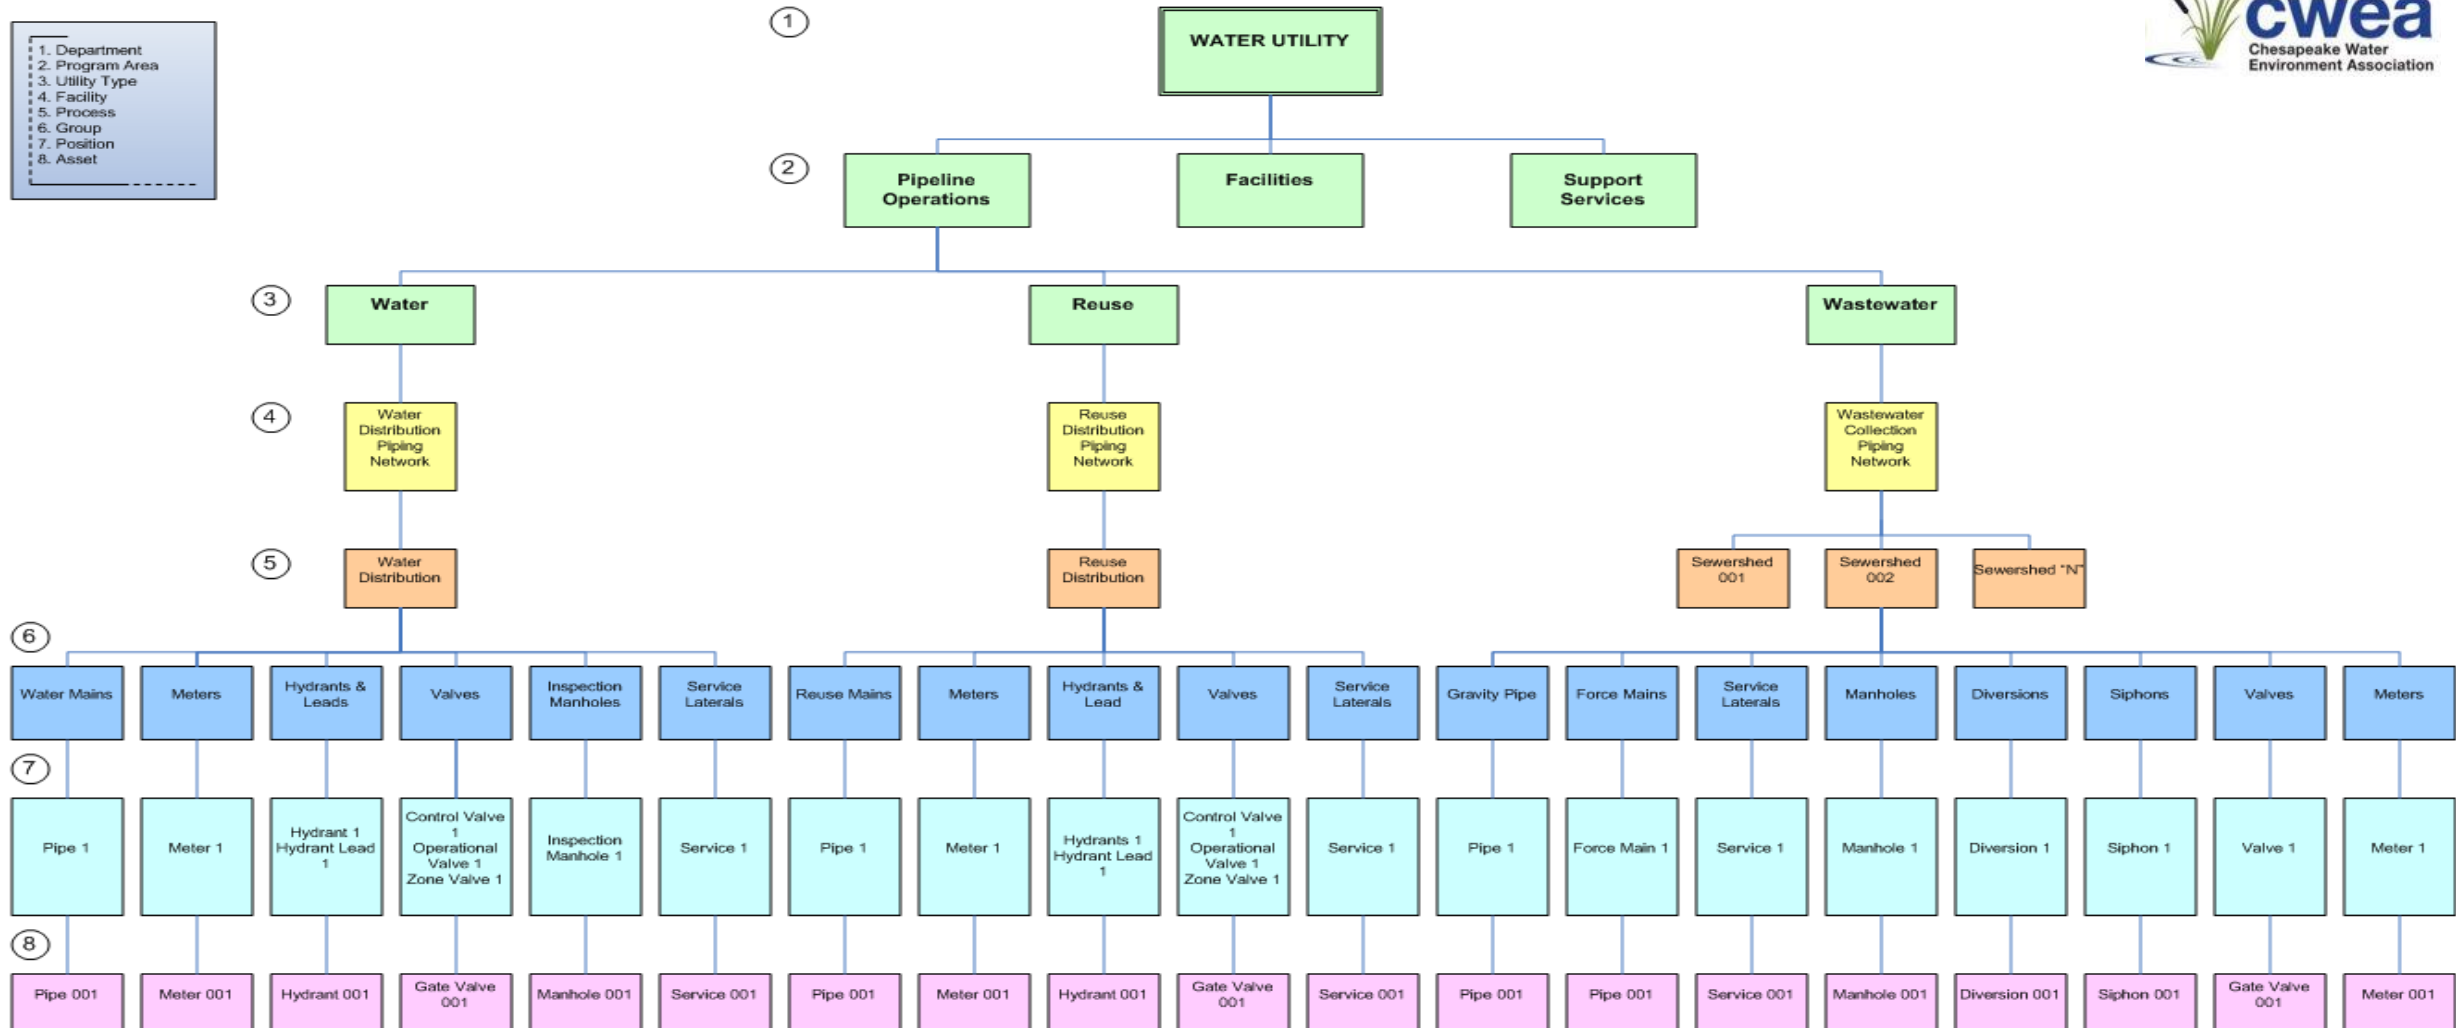 1
WATER UTILITY
cwea
Chesapeake Water
Environment Association
1. Department
2. Program Area
3. Utility Type
4. Facility
5. Process
6. Group
7. Position
8. Asset
2
Pipeline
Operations
Facilities
Support
Services
3
Water
Reuse
Wastewater
4
Water
Distribution
Piping
Network
Reuse
Distribution
Piping
Network
Wastewater
Collection
Piping
Network
5
Water
Distribution
Reuse
Distribution
Sewershed
001
Sewershed
002
Sewershed "N"
6
Water Mains
Meters
Hydrants &
Leads
Valves
Inspection
Manholes
Service
Laterals
Reuse Mains
Meters
Hydrants &
Lead
Valves
Service
Laterals
Gravity Pipe
Force Mains
Service
Laterals
Manholes
Diversions
Siphons
Valves
Meters
7
Pipe 1
Meter 1
Hydrant 1
Hydrant Lead
1
Control Valve
1
Operational
Valve 1
Zone Valve 1
Inspection
Manhole 1
Service 1
Pipe 1
Meter 1
Hydrants 1
Hydrant Lead
1
Control Valve
1
Operational
Valve 1
Zone Valve 1
Service 1
Pipe 1
Force Main 1
Service 1
Manhole 1
Diversion 1
Siphon 1
Valve 1
Meter 1
8
Pipe 001
Meter 001
Hydrant 001
Gate Valve
001
Manhole 001
Service 001
Pipe 001
Meter 001
Hydrant 001
Gate Valve
001
Service 001
Pipe 001
Pipe 001
Service 001
Manhole 001
Diversion 001
Siphon 001
Gate Valve
001
Meter 001